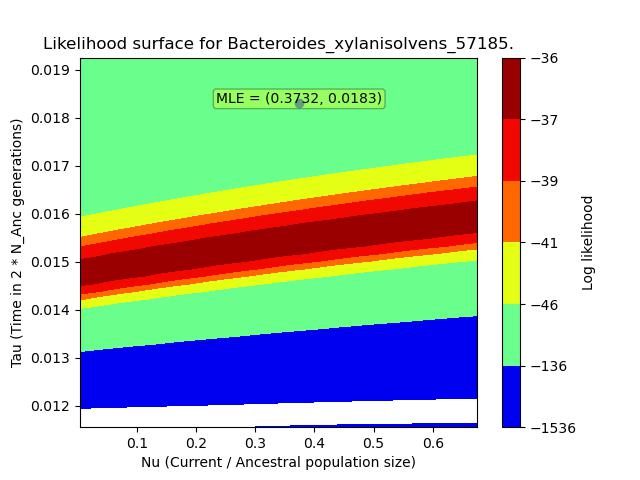 Likelihood surface for Bacteroides_xylanisolvens_57185.
MLE = (0.3732, 0.0183)
Tau (Time in 2 * N_Anc generations)
0.019
0.018
0.017
0.016
0.015
0.014
0.013
0.012
0.1 0.2 0.3 0.4 0.5 0.6
Nu (Current / Ancestral population size)
−36
−37
−39
−41
−46
−136
−1536
Log likelihood